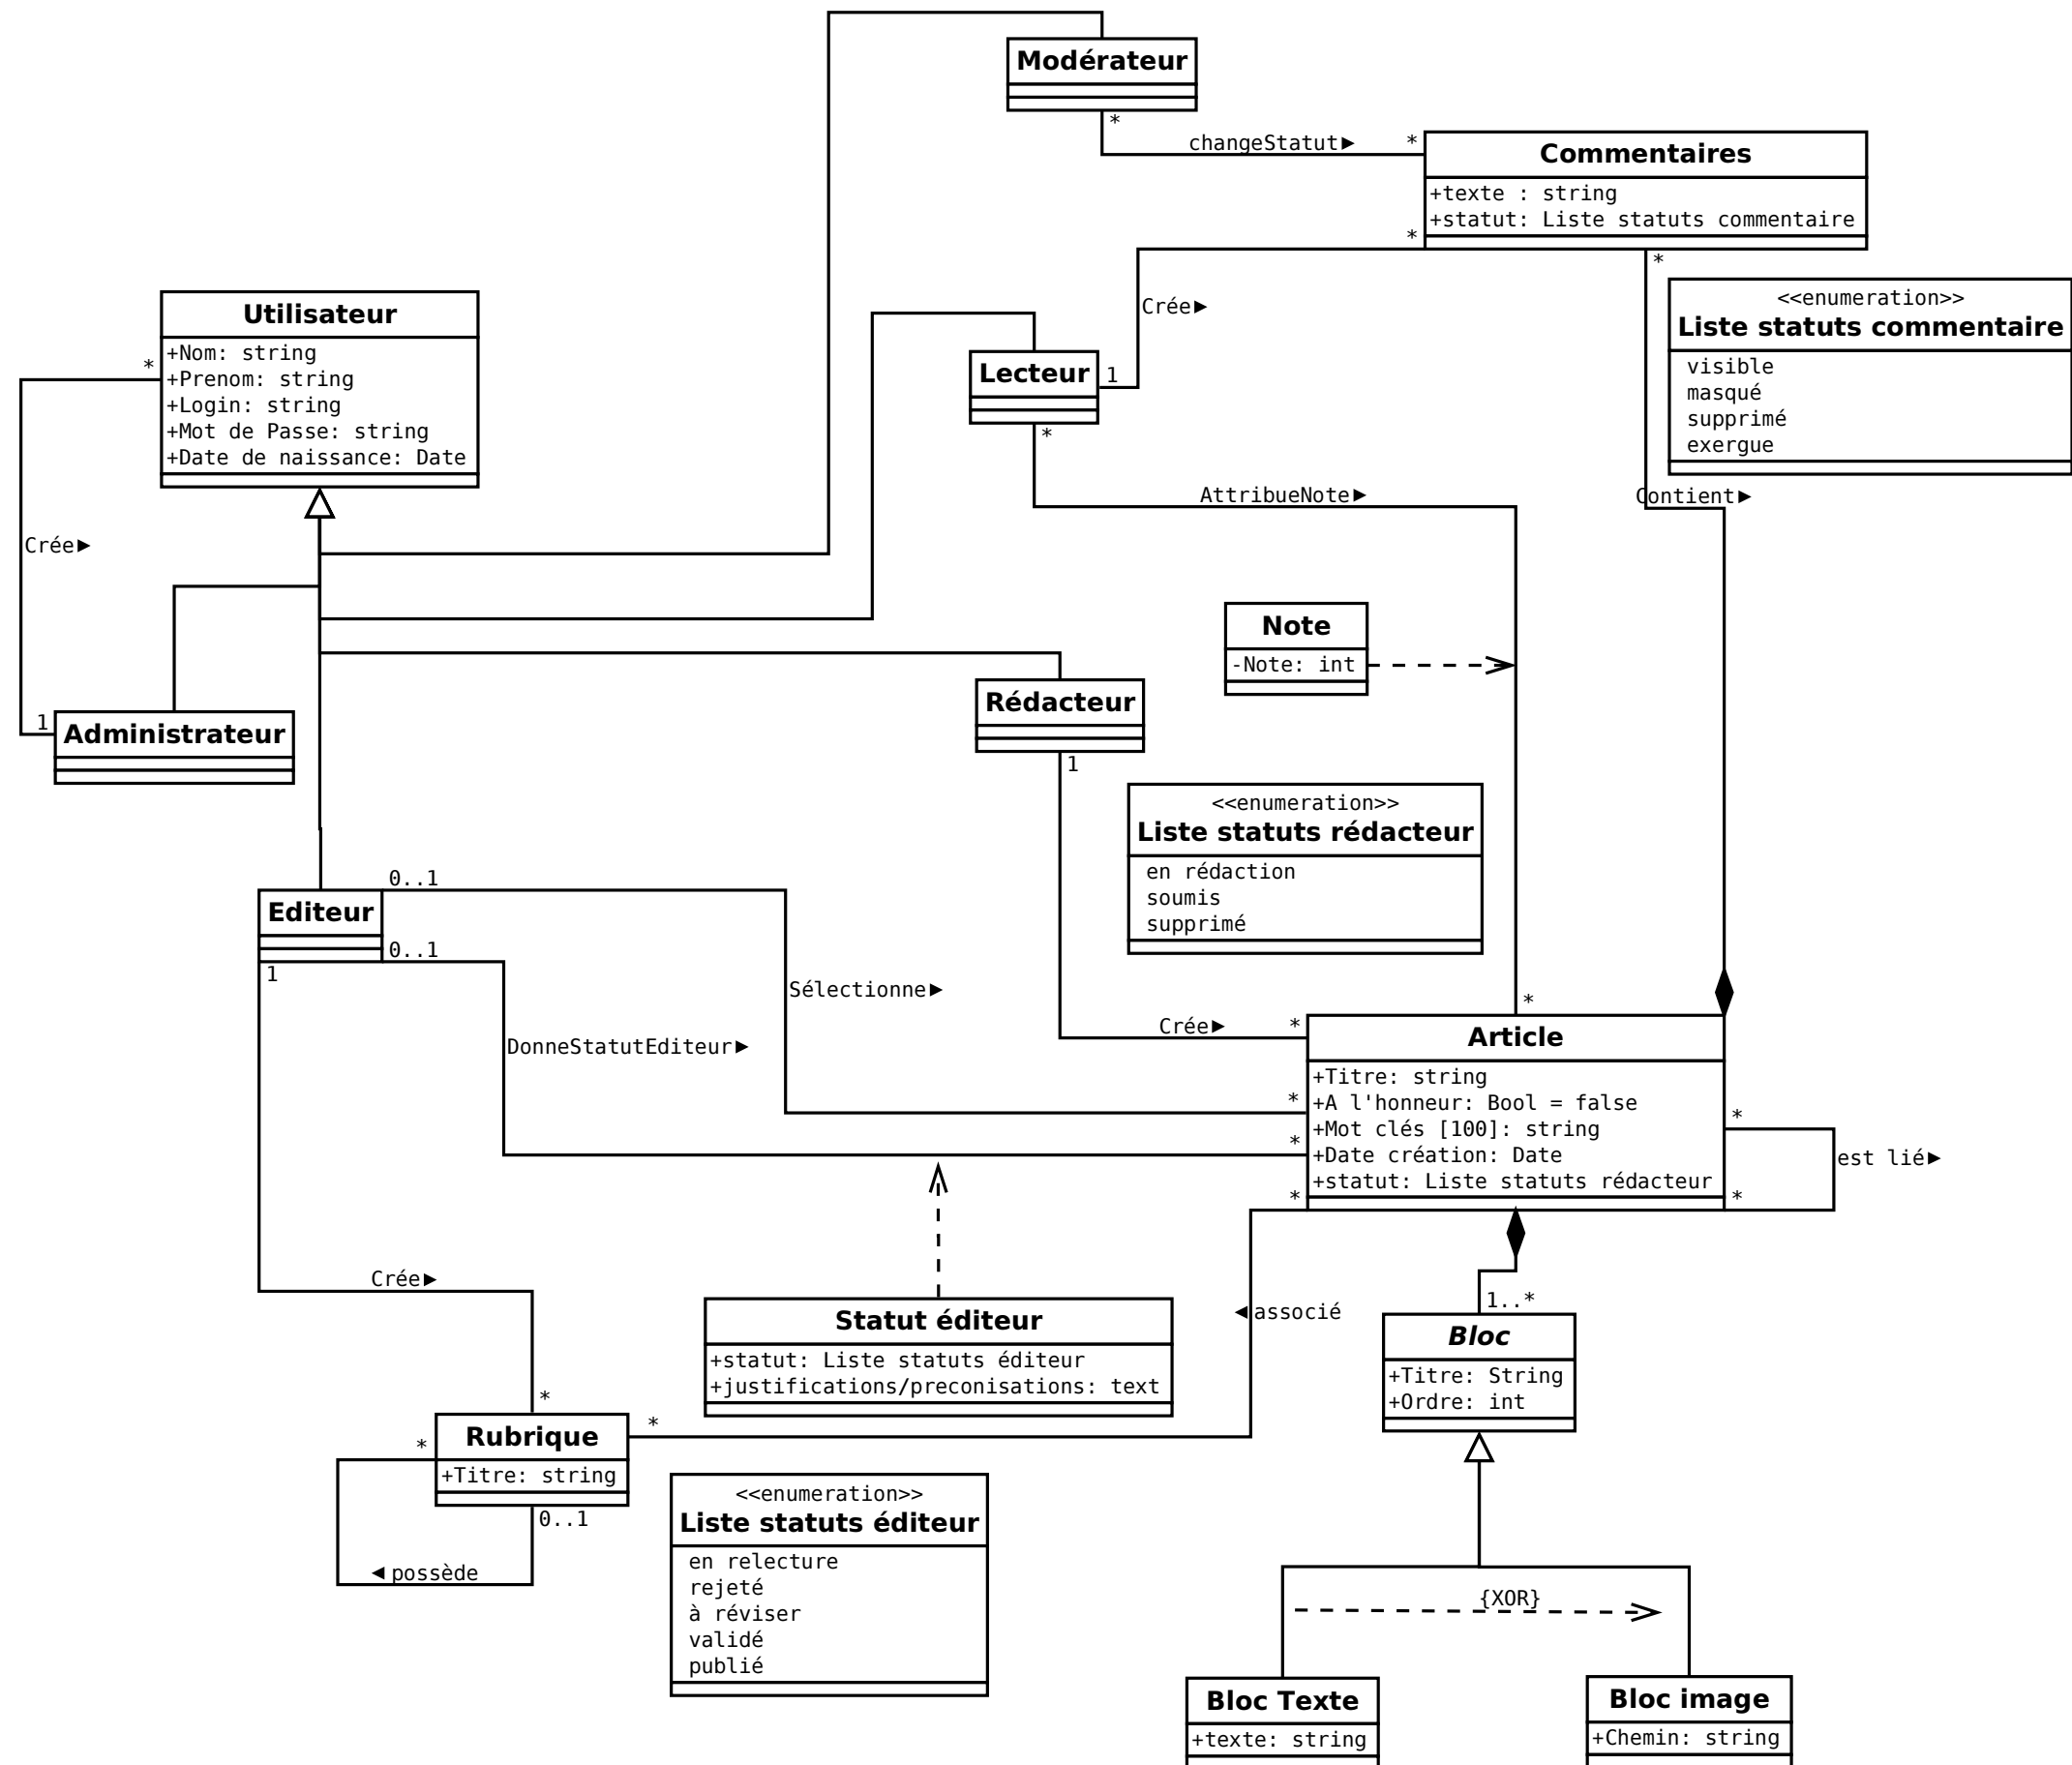 Modérateur
*
changeStatut►
*
Commentaires
+texte : string
+statut: Liste statuts commentaire
*
*
<<enumeration>>
Liste statuts commentaire
visible
masqué
supprimé
exergue
Contient►
Crée►
Utilisateur
+Nom: string
+Prenom: string
+Login: string
+Mot de Passe: string
+Date de naissance: Date
*
Crée►
1
Administrateur
Lecteur
1
*
AttribueNote►
Note
-Note: int
Rédacteur
1
<<enumeration>>
Liste statuts rédacteur
en rédaction
soumis
supprimé
Editeur
0..1
0..1
1
Sélectionne►
DonneStatutEditeur►
Crée►
*
*
Article
+Titre: string
+A l'honneur: Bool = false
+Mot clés [100]: string
+Date création: Date
+statut: Liste statuts rédacteur
*
*
*
*
est lié►
*
Crée►
*
Statut éditeur
+statut: Liste statuts éditeur
+justifications/preconisations: text
◄associé
1..*
Bloc
+Titre: String
+Ordre: int
*
Rubrique
+Titre: string
*
0..1
◄possède
<<enumeration>>
Liste statuts éditeur
en relecture
rejeté
à réviser
validé
publié
{XOR}
Bloc Texte
+texte: string
Bloc image
+Chemin: string